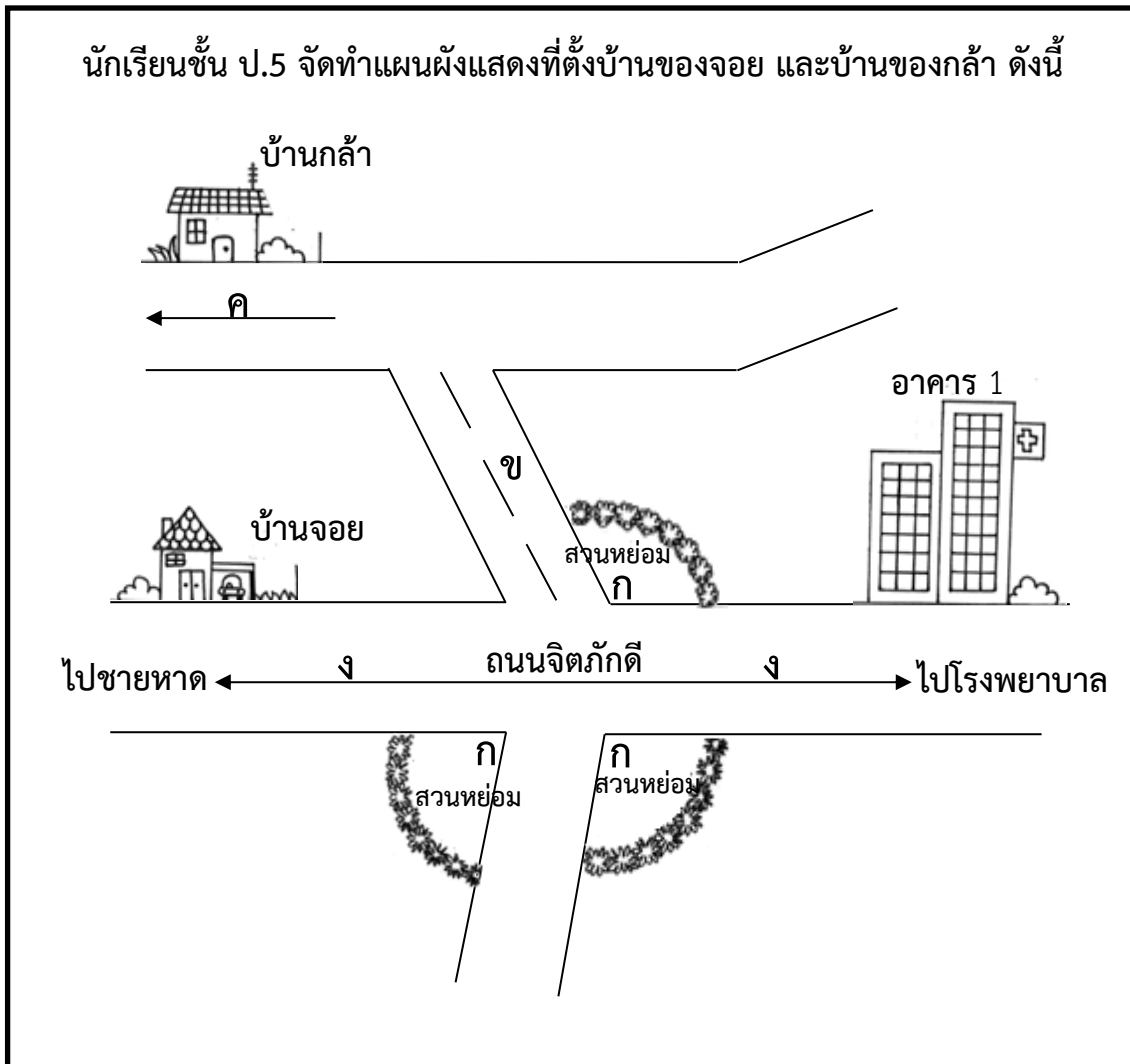 นักเรียนชั้น ป.5 จัดทำแผนผังแสดงที่ตั้งบ้านของจอย และบ้านของกล้า ดังนี้
บ้านกล้า
ค
อาคาร 1
ข
บ้านจอย
สวนหย่อม
ก
ง ถนนจิตภักดี ง
ไปชายหาด ไปโรงพยาบาล
ก ก
สวนหย่อม สวนหย่อม